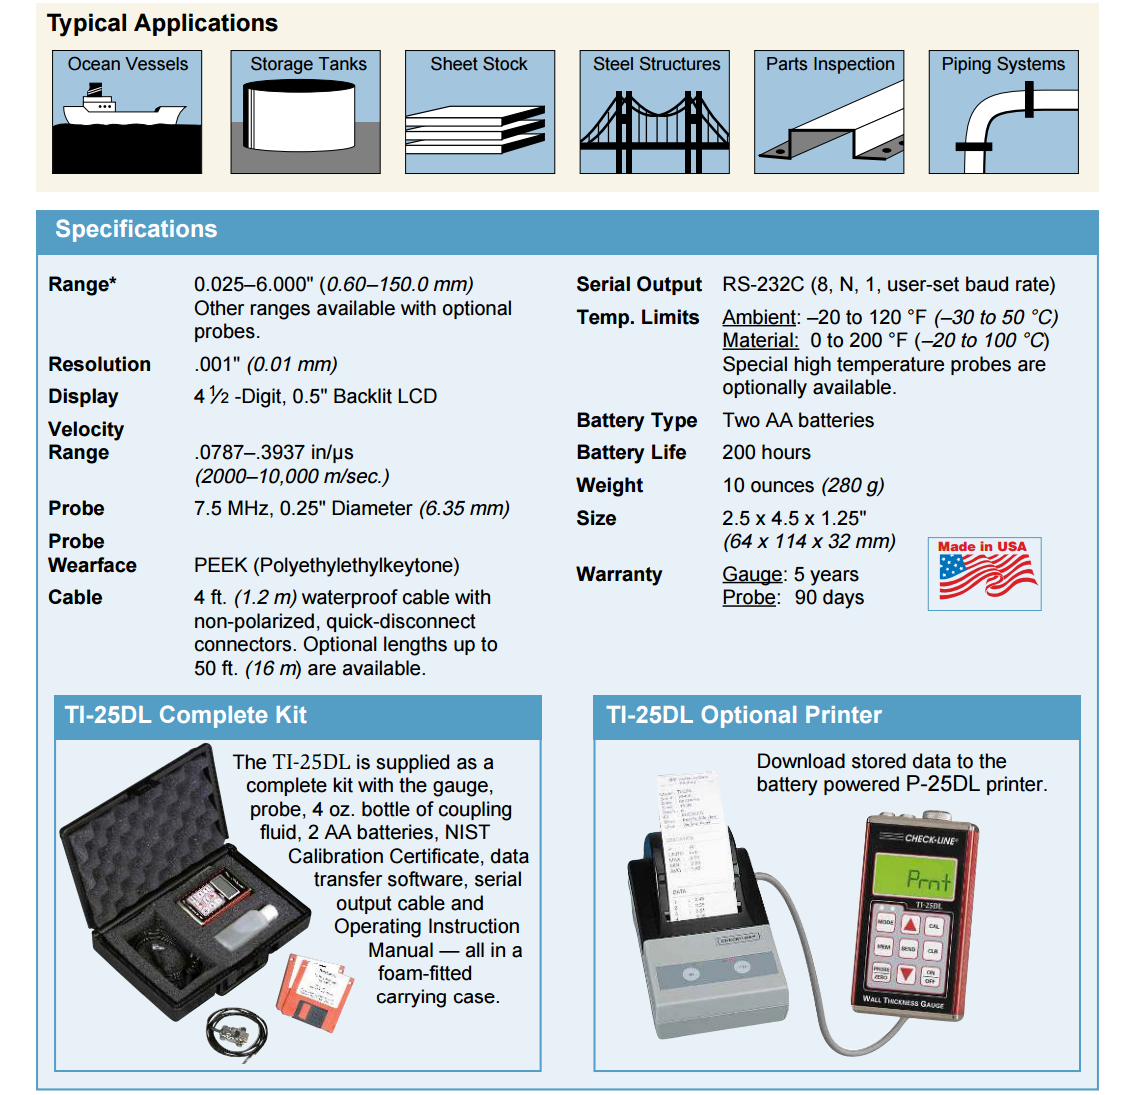 Typical Applications
Ocean Vessels
Storage Tanks
Sheet Stock
Steel Structures
Parts Inspection
Piping Systems
Specifications
Range* 0.025–6.000" (0.60–150.0 mm)
Other ranges available with optional
probes.
Resolution .001" (0.01 mm)
Display 4 1/2 -Digit, 0.5" Backlit LCD
Velocity
Range .0787–.3937 in/µs
(2000–10,000 m/sec.)
Probe 7.5 MHz, 0.25" Diameter (6.35 mm)
Probe
Wearface PEEK (Polyethylethylkeytone)
Cable 4 ft. (1.2 m) waterproof cable with
non-polarized, quick-disconnect
connectors. Optional lengths up to
50 ft. (16 m) are available.
Serial Output RS-232C (8, N, 1, user-set baud rate)
Temp. Limits Ambient: –20 to 120 °F (–30 to 50 °C)
Material: 0 to 200 °F (–20 to 100 °C)
Special high temperature probes are
optionally available.
Battery Type Two AA batteries
Battery Life 200 hours
Weight 10 ounces (280 g)
Size 2.5 x 4.5 x 1.25"
(64 x 114 x 32 mm)
Warranty Gauge: 5 years
Probe: 90 days
Made in USA
TI-25DL Complete Kit
The TI-25DL is supplied as a
complete kit with the gauge,
probe, 4 oz. bottle of coupling
fluid, 2 AA batteries, NIST
Calibration Certificate, data
transfer software, serial
output cable and
Operating Instruction
Manual — all in a
foam-fitted
carrying case.
TI-25DL Optional Printer
Download stored data to the
battery powered P-25DL printer.
DATA
CHECK•LINE®
Prnt
TI-25DL
MODE CAL
MEM SEND CLR
PROBE ZERO ON OFF
WALL THICKNESS GAUGE